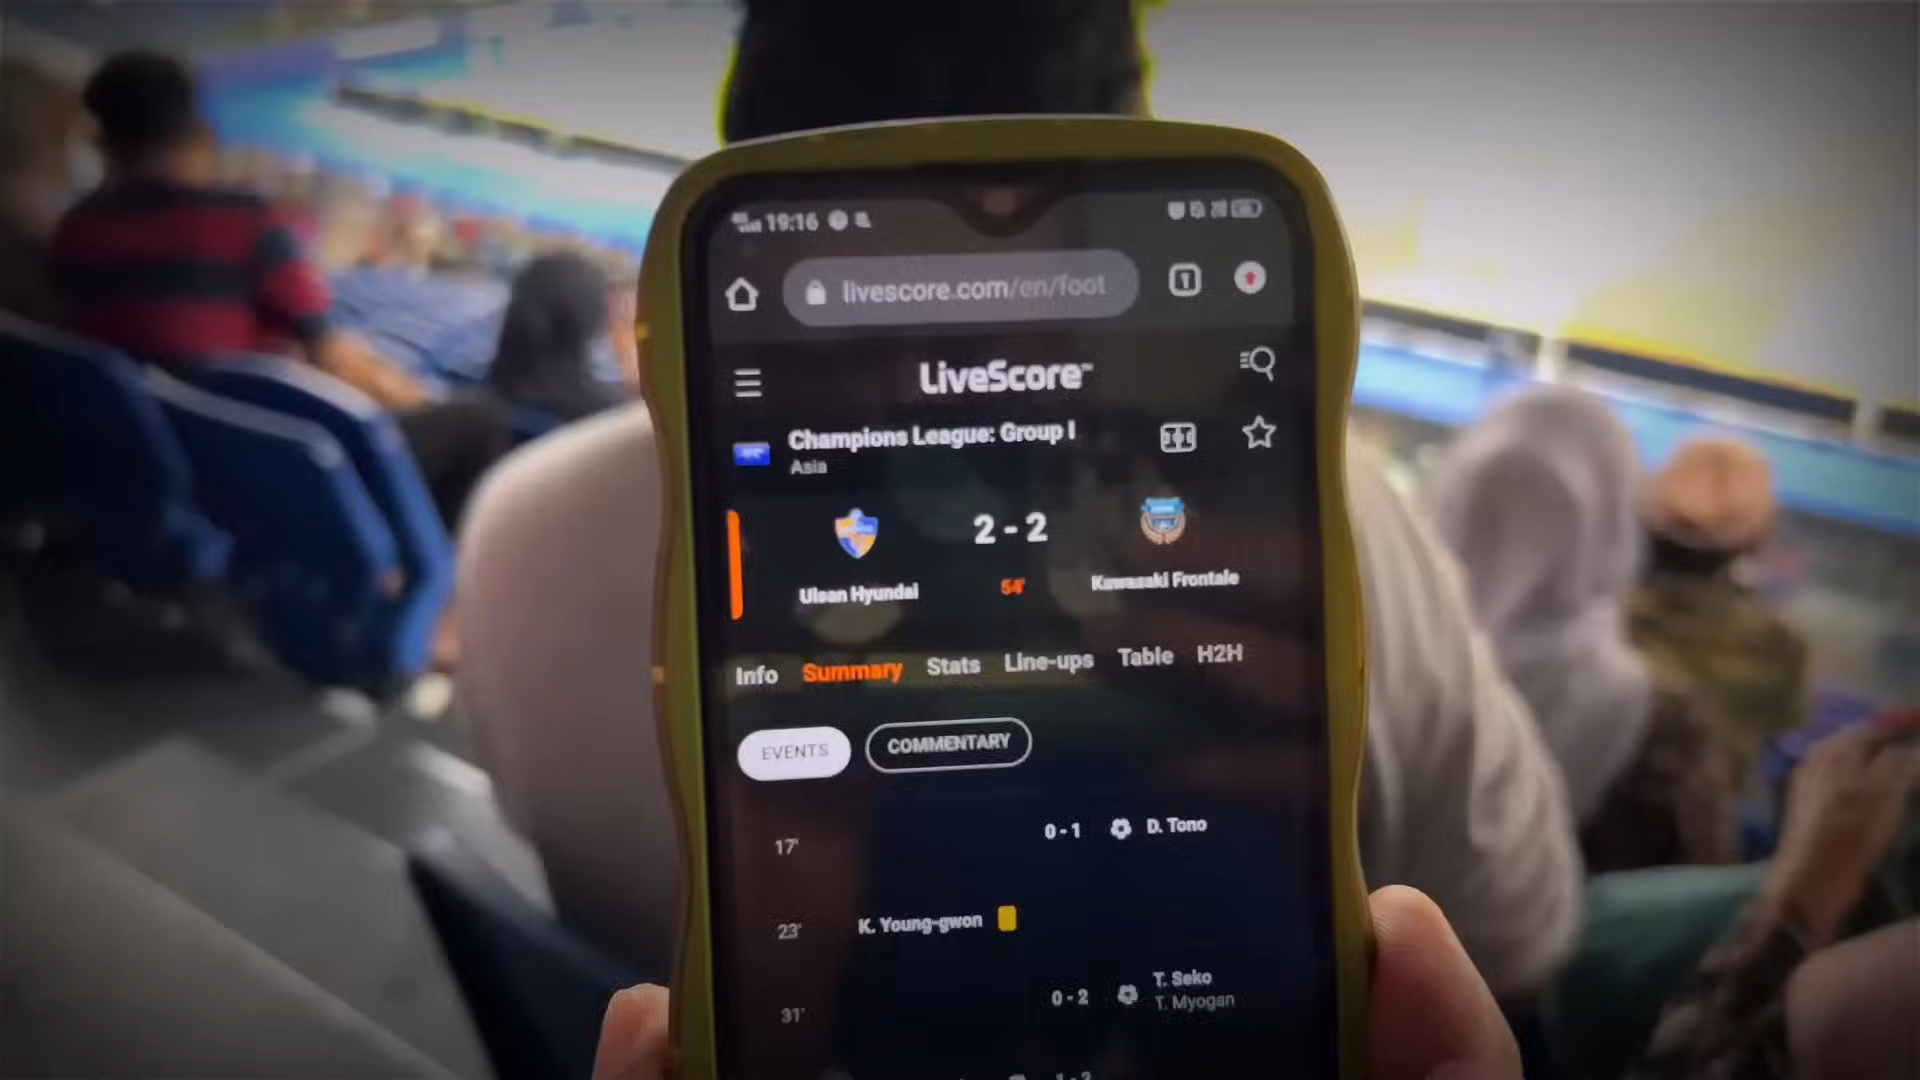 19:16
livescore.com/en/foot
1
LiveScore™
Champions League: Group I
Asia
2 - 2
Ulsan Hyundai
54'
Kawasaki Frontale
Info Summary Stats Line-ups Table H2H
EVENTS COMMENTARY
17' 0 - 1 D. Tono
23' K. Young-gwon
31' 0 - 2 T. Seko
T. Myogan